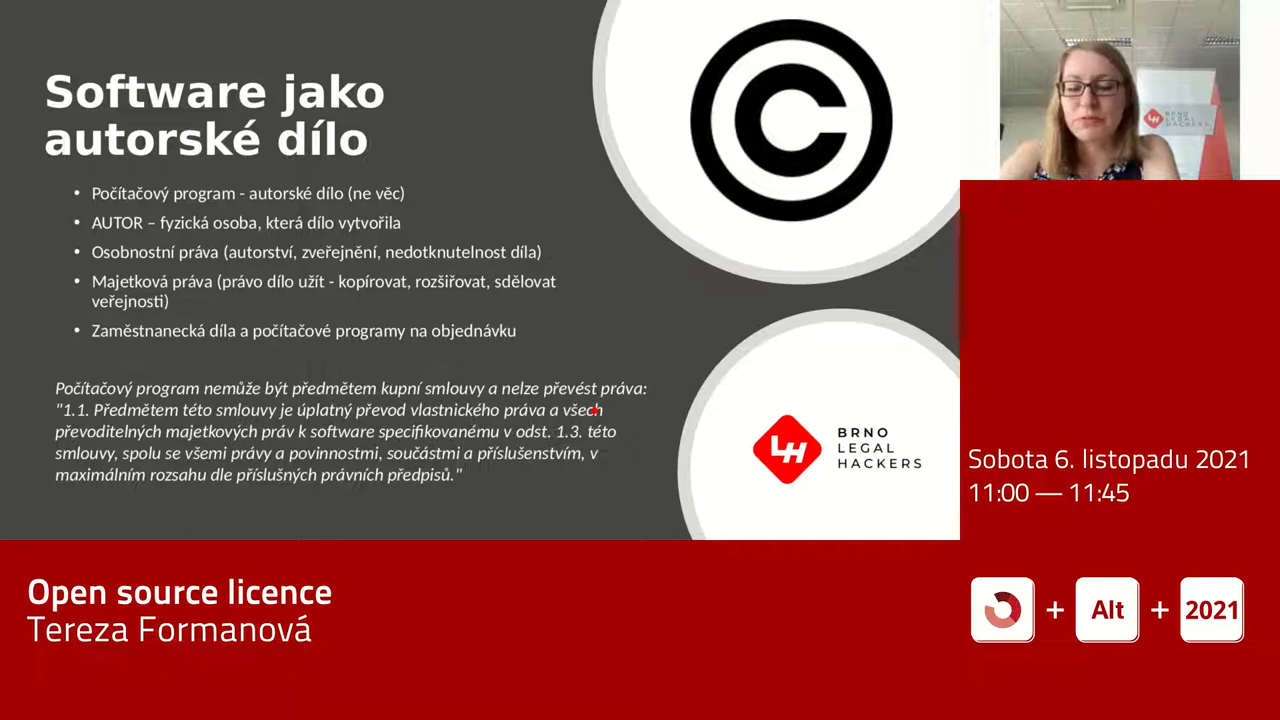 Software jako
autorské dílo
• Počítačový program - autorské dílo (ne věc)
• AUTOR – fyzická osoba, která dílo vytvořila
• Osobnostní práva (autorství, zveřejnění, nedotknutelnost díla)
• Majetková práva (právo dílo užít - kopírovat, rozšiřovat, sdělovat
veřejnosti)
• Zaměstnanecká díla a počítačové programy na objednávku
Počítačový program nemůže být předmětem kupní smlouvy a nelze převést práva:
"1.1. Předmětem této smlouvy je úplatný převod vlastnického práva a všech
převoditelných majetkových práv k software specifikovanému v odst. 1.3. této
smlouvy, spolu se všemi právy a povinnostmi, součástmi a příslušenstvím, v
maximálním rozsahu dle příslušných právních předpisů."
LH
BRNO
LEGAL
HACKERS
LH
BRNO
LEGAL
HACKERS
Sobota 6. listopadu 2021
11:00 — 11:45
Open source licence
Tereza Formanová
+ Alt + 2021